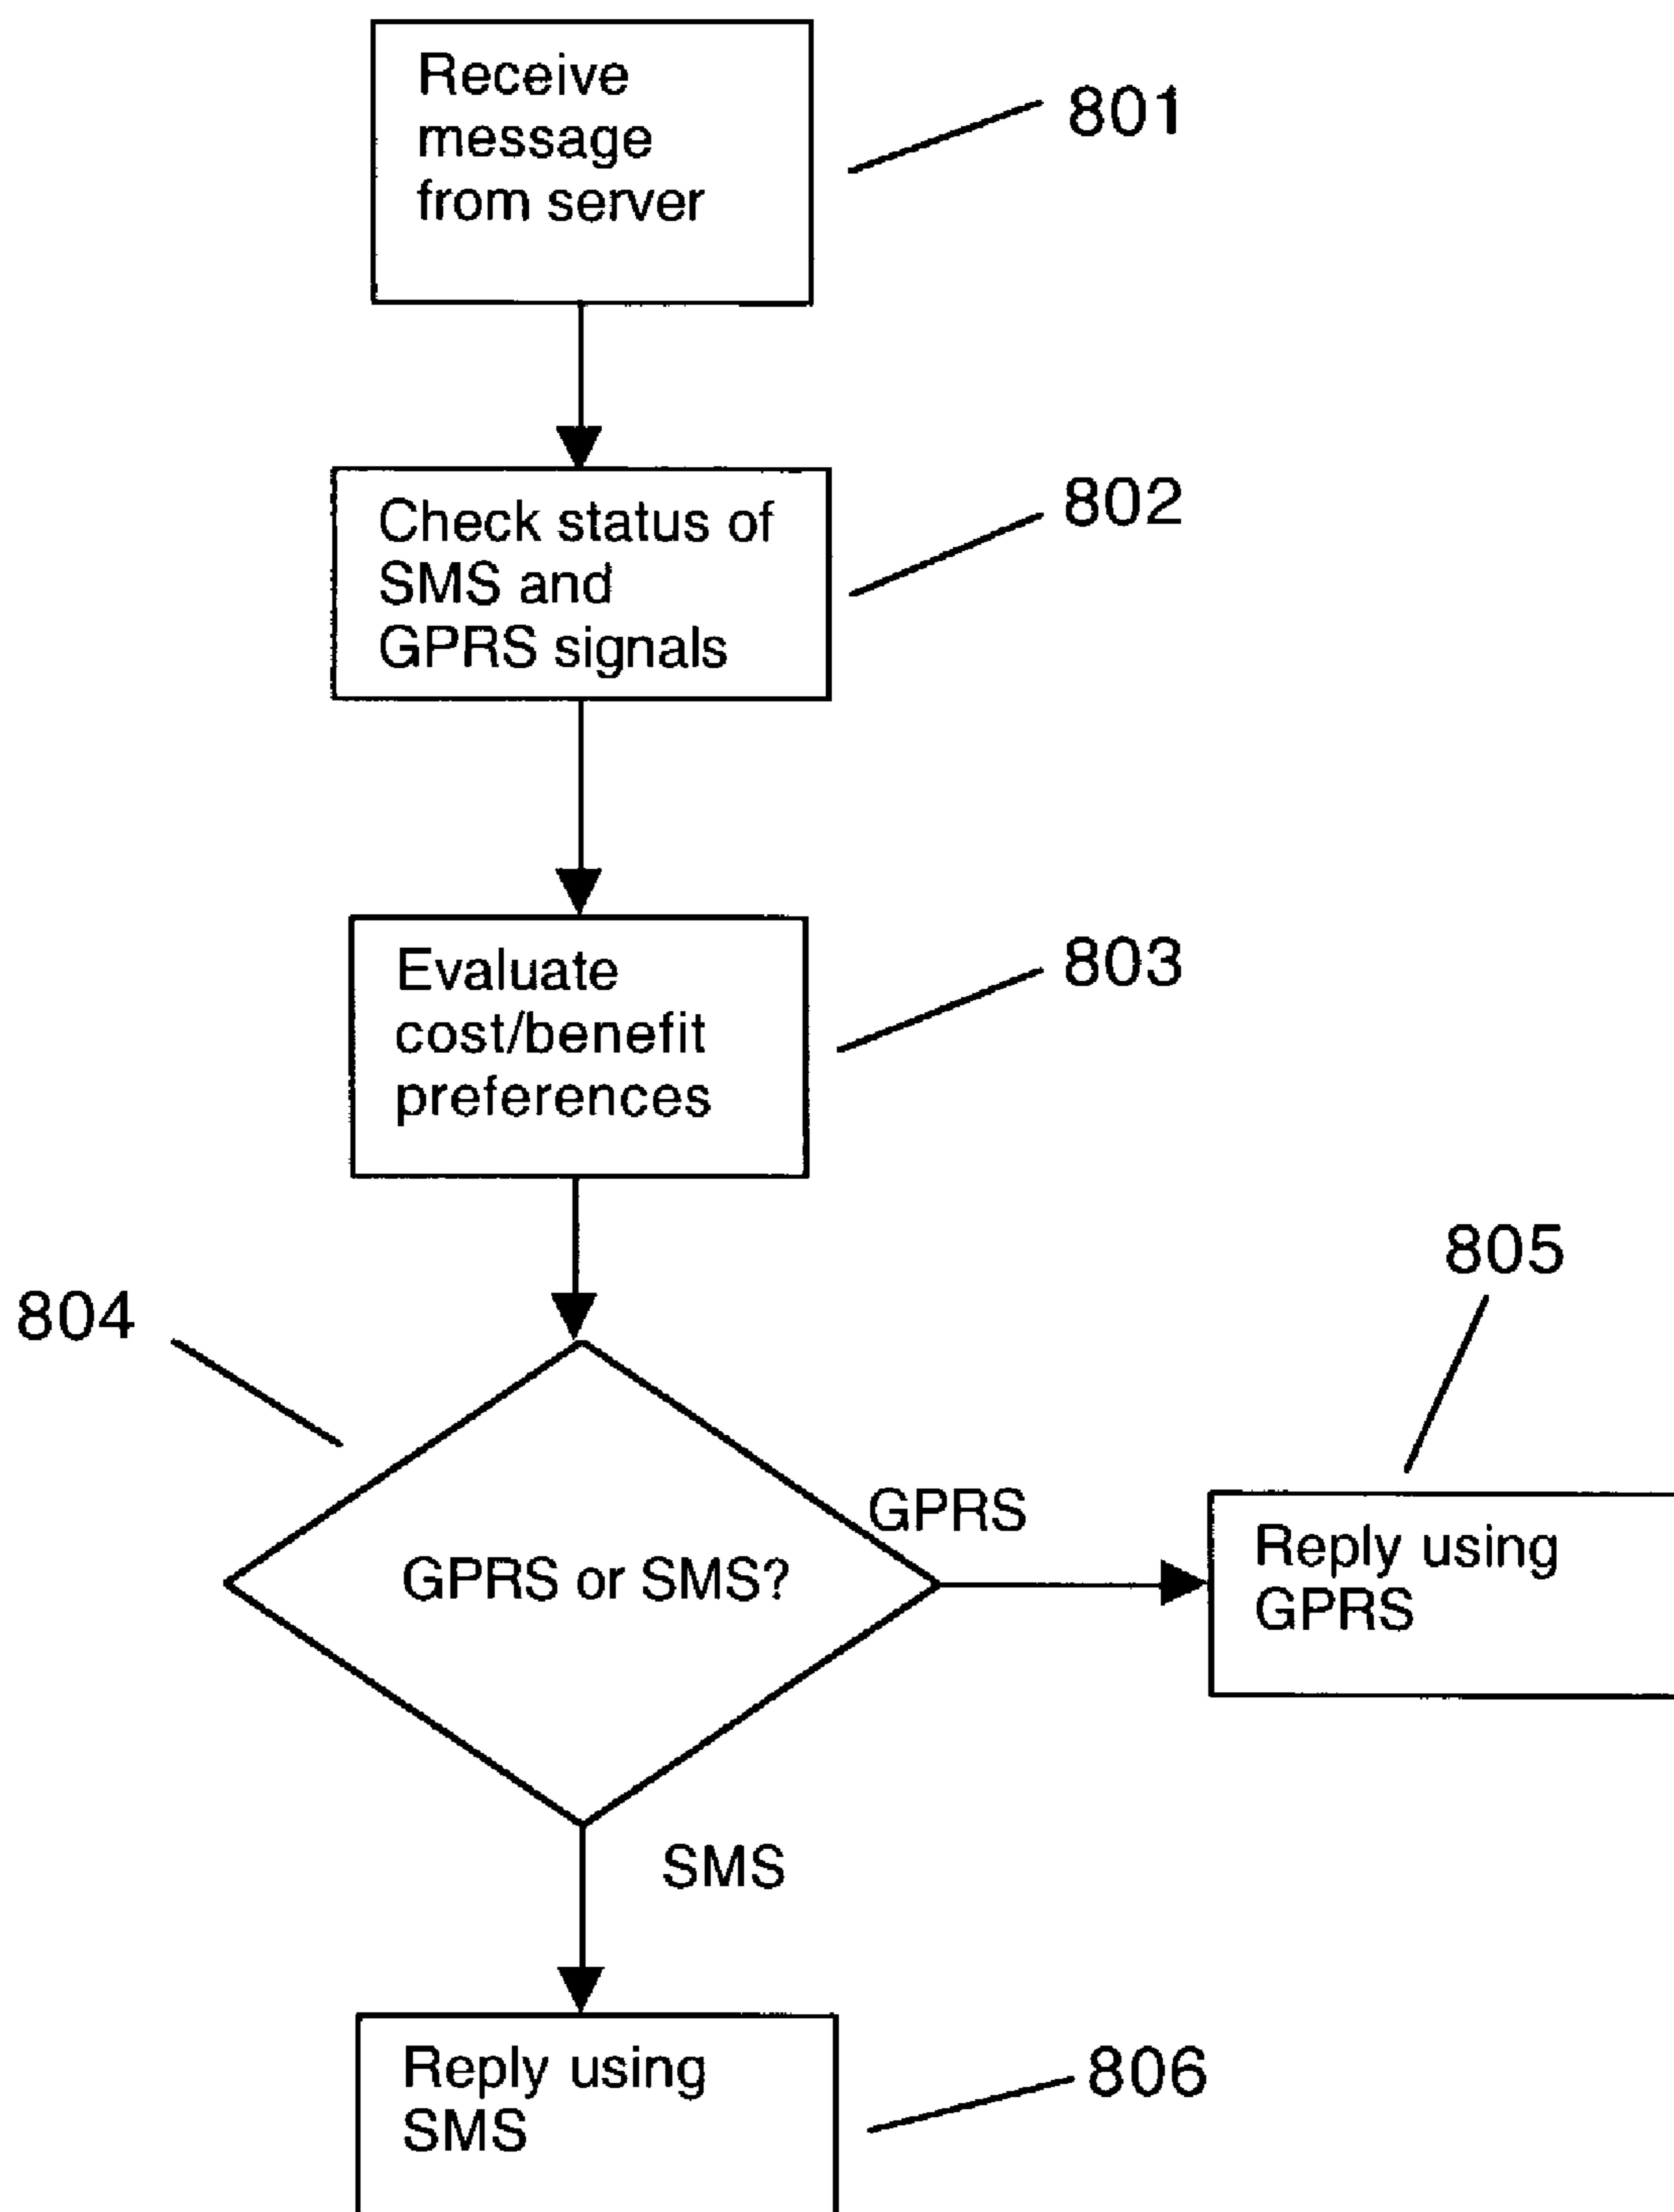 Receive
message
from server
801
Check status of
SMS and
GPRS signals
802
Evaluate
cost/benefit
preferences
803
804
805
GPRS or SMS?
GPRS
Reply using
GPRS
SMS
Reply using
SMS
806